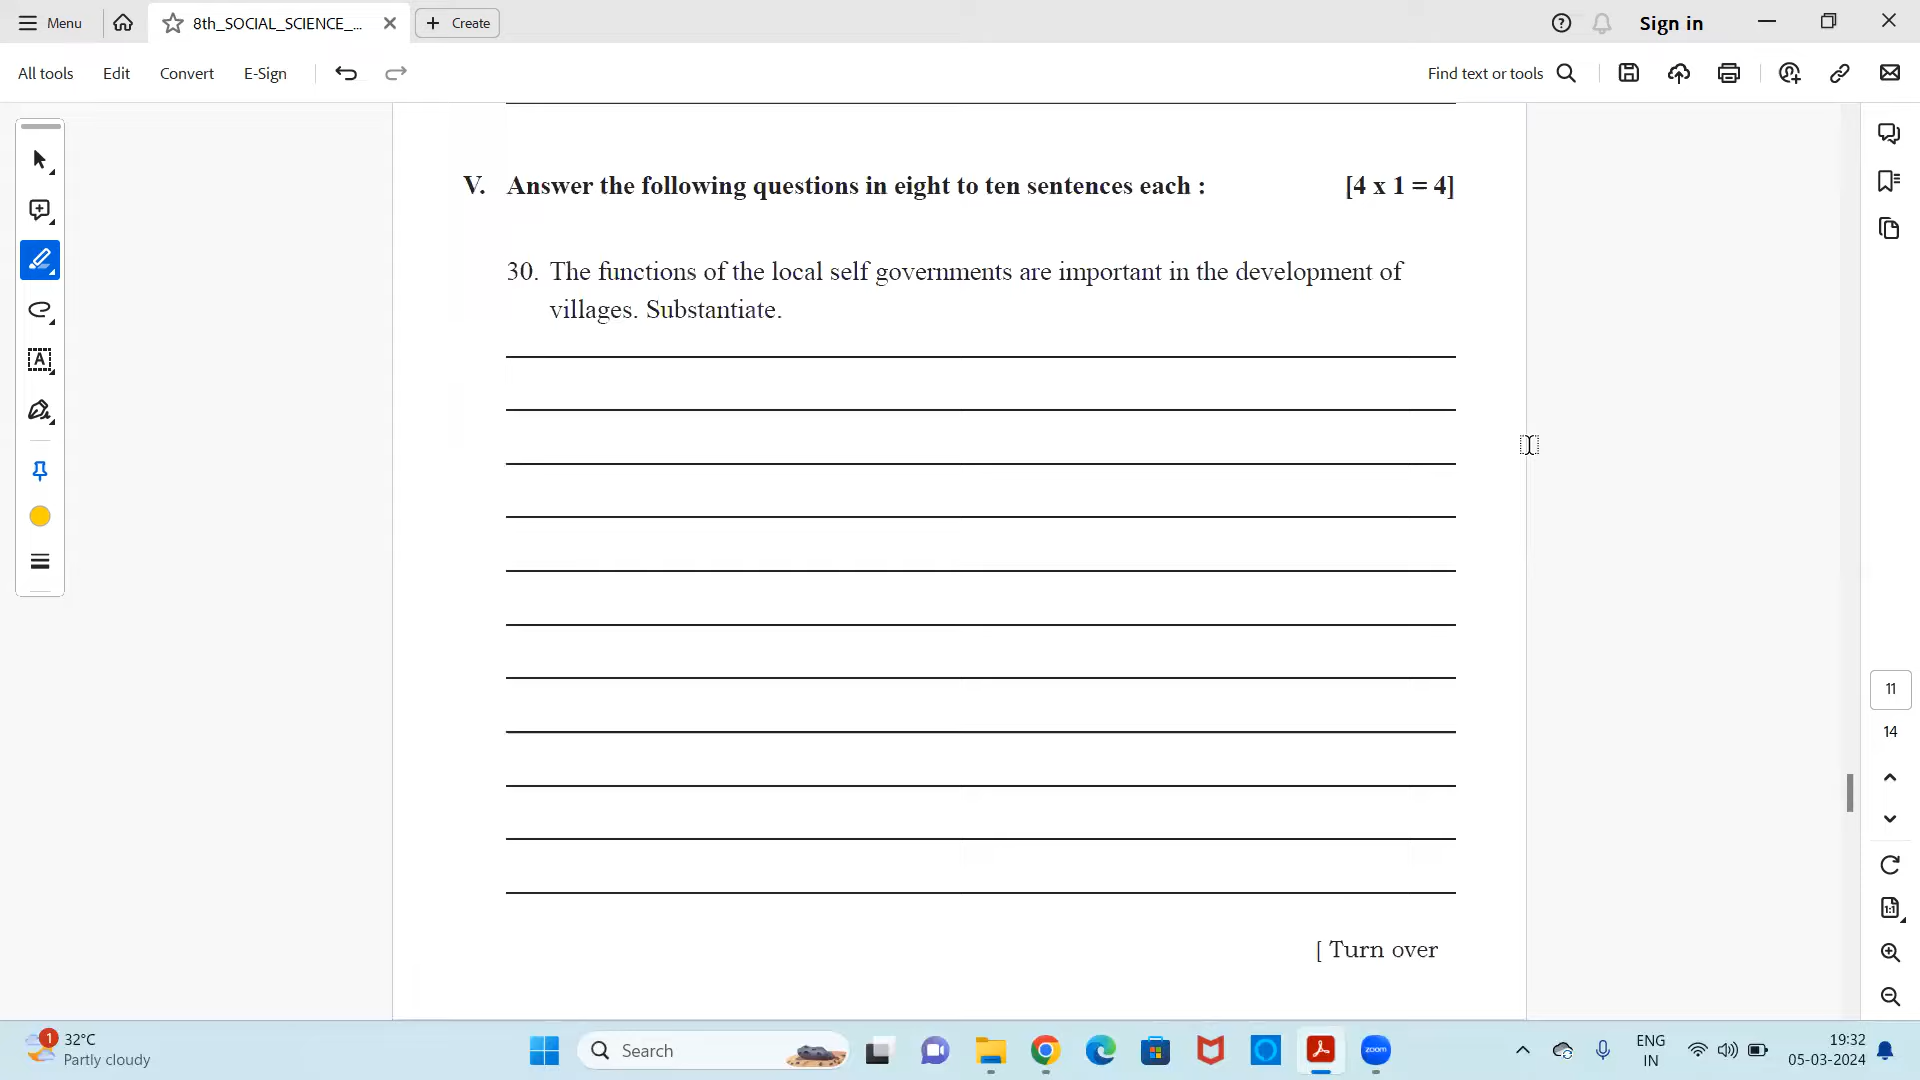 Menu
8th_SOCIAL_SCIENCE_...
Create
Sign in
All tools
Edit
Convert
E-Sign
Find text or tools
V. Answer the following questions in eight to ten sentences each : [4 x 1 = 4]
30. The functions of the local self governments are important in the development of
villages. Substantiate.
[ Turn over
11
14
1
32°C
Partly cloudy
Search
zoom
ENG
IN
19:32
05-03-2024